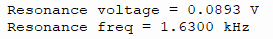 Resonance voltage = 0.0893 V
Resonance freq = 1.6300 kHz